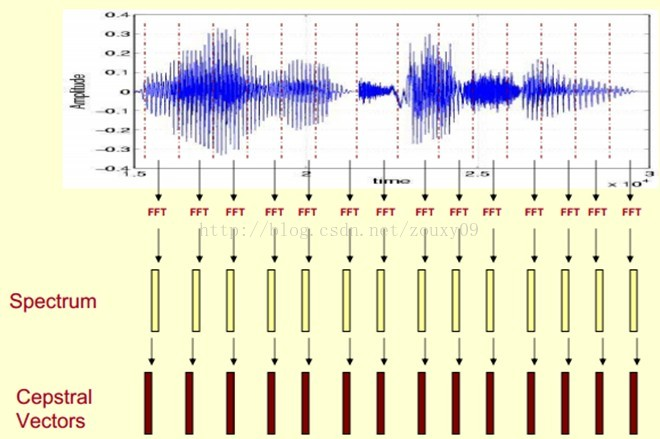 0.4
0.3
0.2
0.1
0
-0.1
-0.2
-0.3
-0.4
Amplitude
1.5 2 2.5 3
time
x 10⁴
FFT FFT FFT FFT FFT FFT FFT FFT FFT FFT FFT FFT FFT FFT
http://blog.csdn.net/zouxy09
Spectrum
Cepstral
Vectors